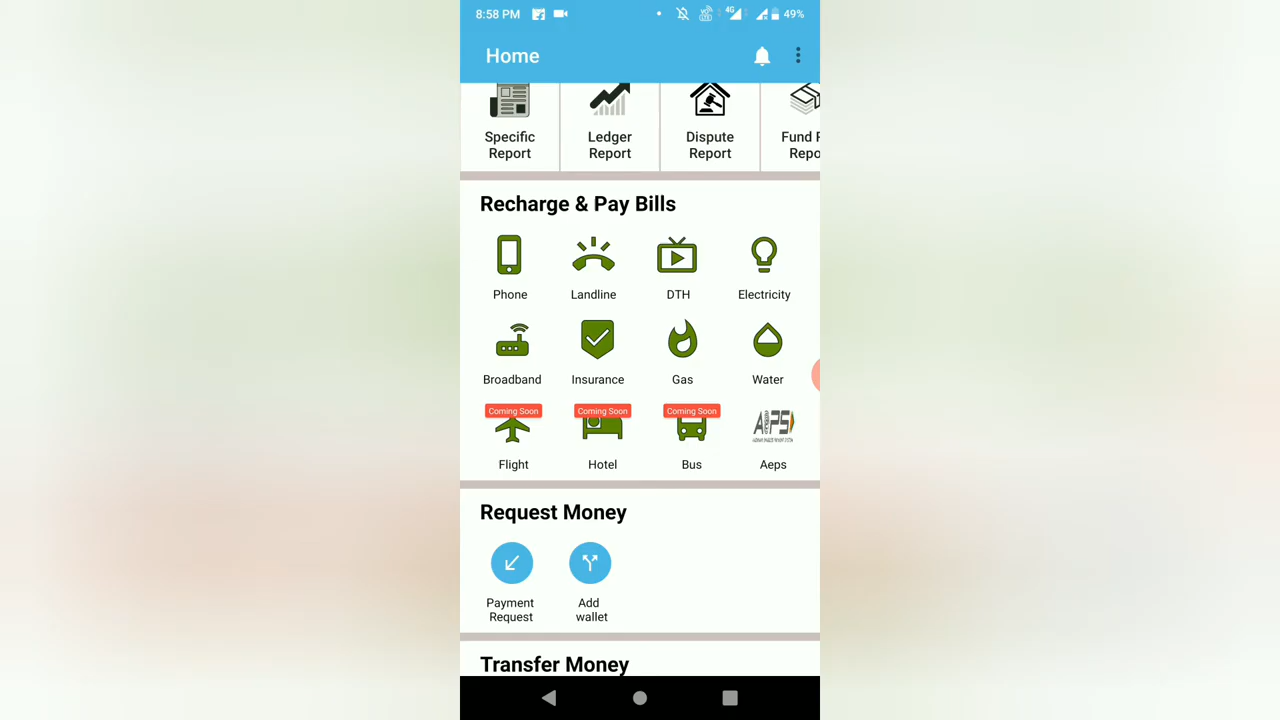 8:58 PM 4G 49%
Home
Specific Ledger Dispute Fund
Report Report Report
Recharge & Pay Bills
Phone Landline DTH Electricity
Broadband Insurance Gas Water
Coming Soon Coming Soon Coming Soon AePS
Flight Hotel Bus Aeps
Request Money
Payment Add
Request wallet
Transfer Money